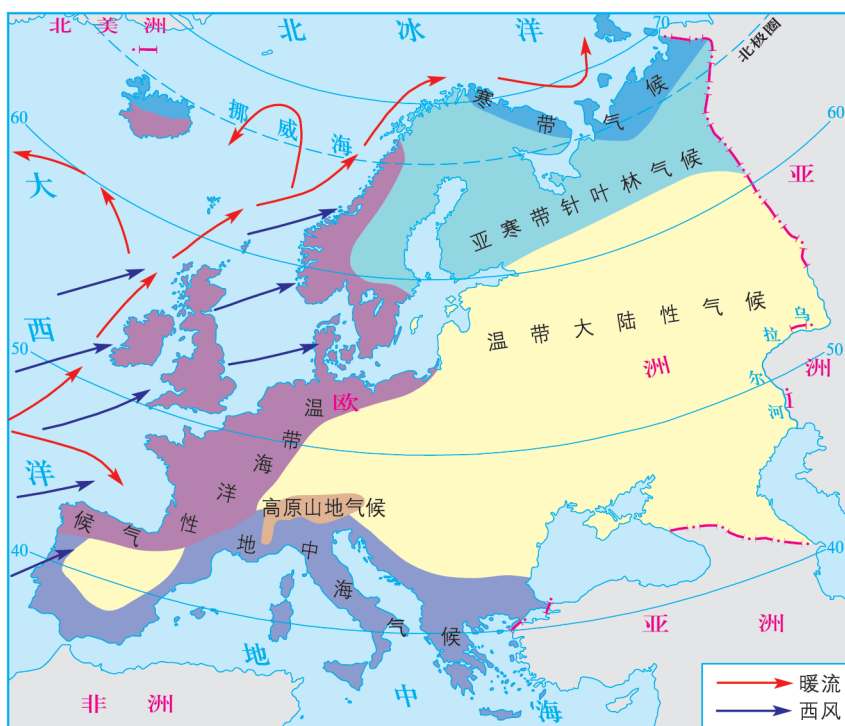 北美洲
北冰洋
70
北极圈
60
挪威海
寒带气候
60
大西洋
亚寒带针叶林气候
亚洲
温带大陆性气候
乌拉尔河
50
50
欧洲
温带海洋性气候
高原山地气候
40
地中海气候
40
亚洲
地中海
非洲
暖流
西风